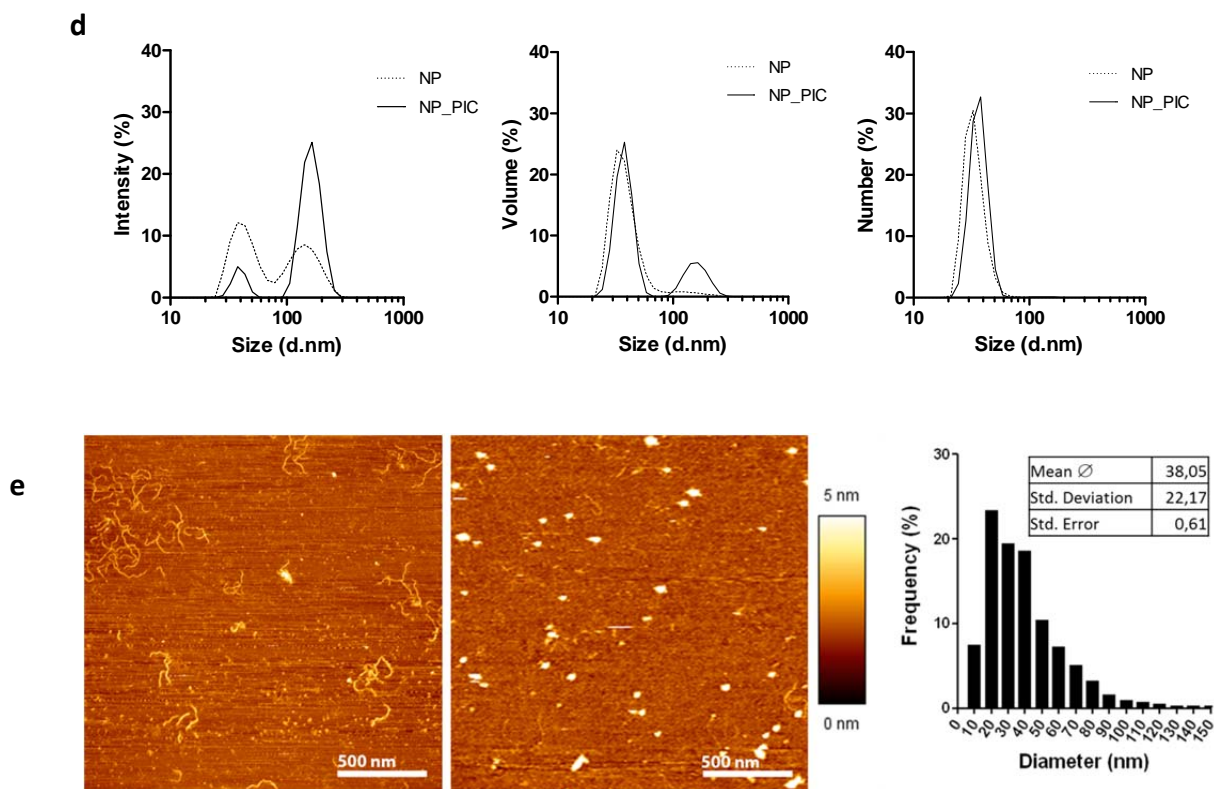 d
40
30
20
10
0
Intensity (%)
10
100
1000
Size (d.nm)
NP
NP_PIC
40
30
20
10
0
Volume (%)
10
100
1000
Size (d.nm)
NP
NP_PIC
40
30
20
10
0
Number (%)
10
100
1000
Size (d.nm)
NP
NP_PIC
e
500 nm
500 nm
5 nm
0 nm
30
20
10
0
Frequency (%)
Mean ∅ 38,05
Std. Deviation 22,17
Std. Error 0,61
0 10 20 30 40 50 60 70 80 90 100 110 120 130 140 150
Diameter (nm)